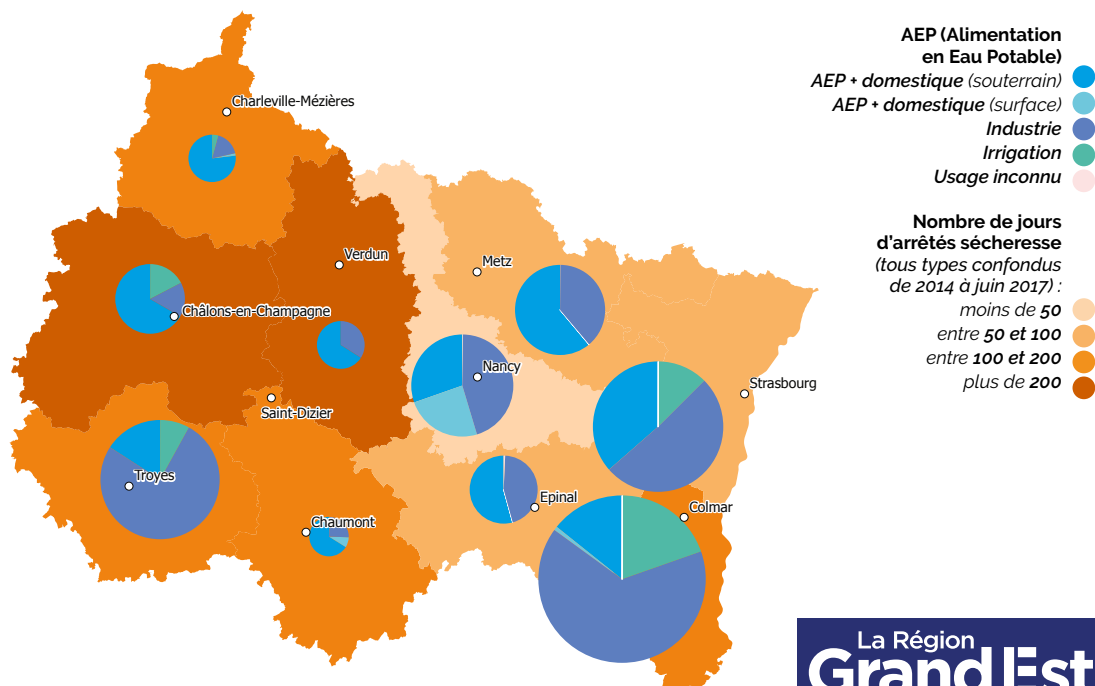 Charleville-Mézières
Verdun
Metz
Châlons-en-Champagne
Nancy
Strasbourg
Saint-Dizier
Troyes
Epinal
Chaumont
Colmar
AEP (Alimentation
en Eau Potable)
AEP + domestique (souterrain)
AEP + domestique (surface)
Industrie
Irrigation
Usage inconnu
Nombre de jours
d'arrêtés sécheresse
(tous types confondus
de 2014 à juin 2017) :
moins de 50
entre 50 et 100
entre 100 et 200
plus de 200
La Région
Grand Est